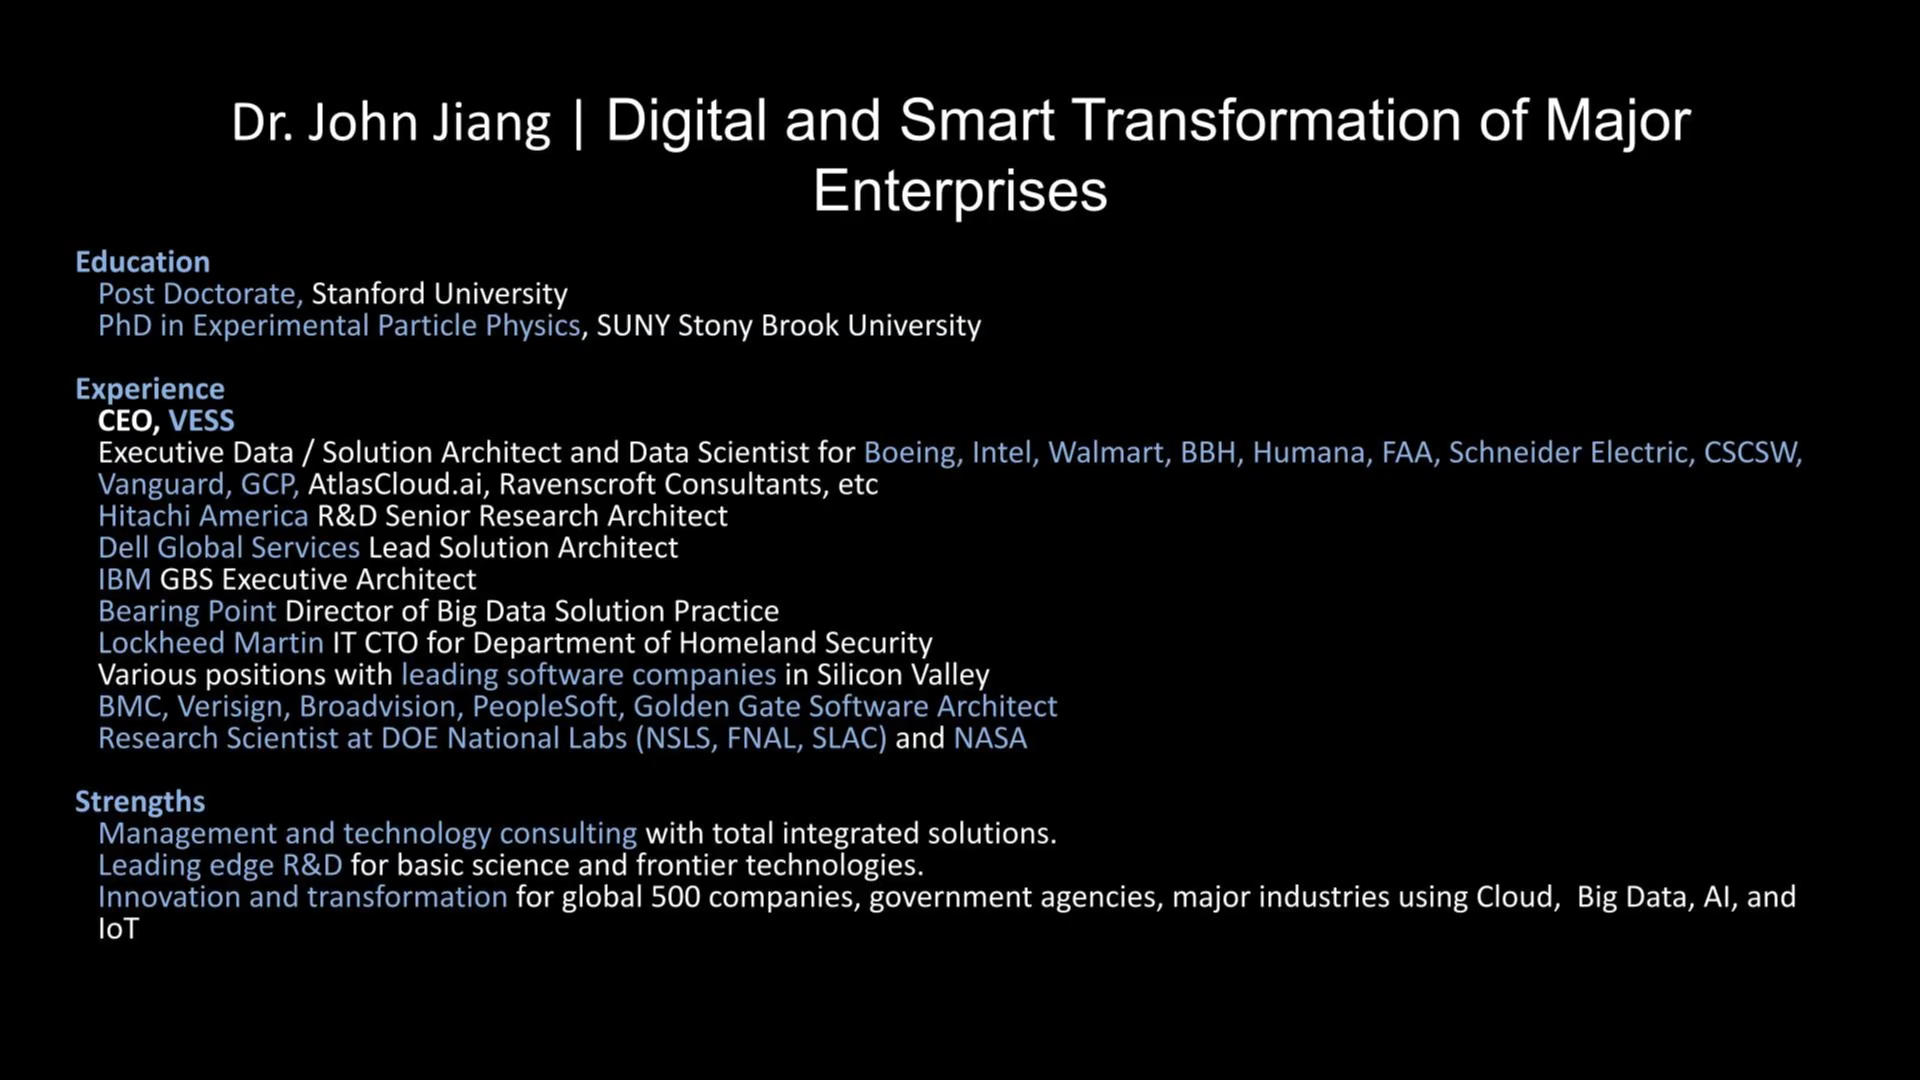 Dr. John Jiang | Digital and Smart Transformation of Major
Enterprises
Education
Post Doctorate, Stanford University
PhD in Experimental Particle Physics, SUNY Stony Brook University
Experience
CEO, VESS
Executive Data / Solution Architect and Data Scientist for Boeing, Intel, Walmart, BBH, Humana, FAA, Schneider Electric, CSCSW,
Vanguard, GCP, AtlasCloud.ai, Ravenscroft Consultants, etc
Hitachi America R&D Senior Research Architect
Dell Global Services Lead Solution Architect
IBM GBS Executive Architect
Bearing Point Director of Big Data Solution Practice
Lockheed Martin IT CTO for Department of Homeland Security
Various positions with leading software companies in Silicon Valley
BMC, Verisign, Broadvision, PeopleSoft, Golden Gate Software Architect
Research Scientist at DOE National Labs (NSLS, FNAL, SLAC) and NASA
Strengths
Management and technology consulting with total integrated solutions.
Leading edge R&D for basic science and frontier technologies.
Innovation and transformation for global 500 companies, government agencies, major industries using Cloud,  Big Data, AI, and
IoT